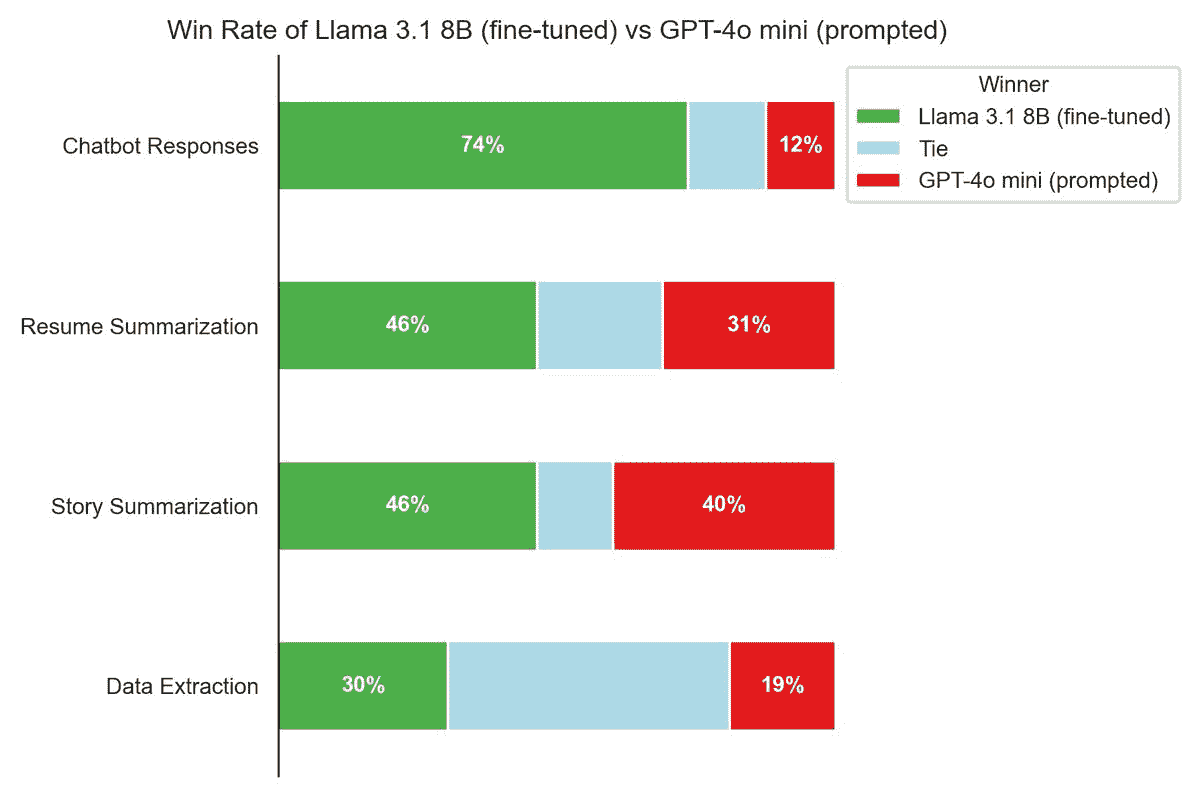 Win Rate of Llama 3.1 8B (fine-tuned) vs GPT-4o mini (prompted)
Winner
Llama 3.1 8B (fine-tuned)
Tie
GPT-4o mini (prompted)
Chatbot Responses
74%
12%
Resume Summarization
46%
31%
Story Summarization
46%
40%
Data Extraction
30%
19%